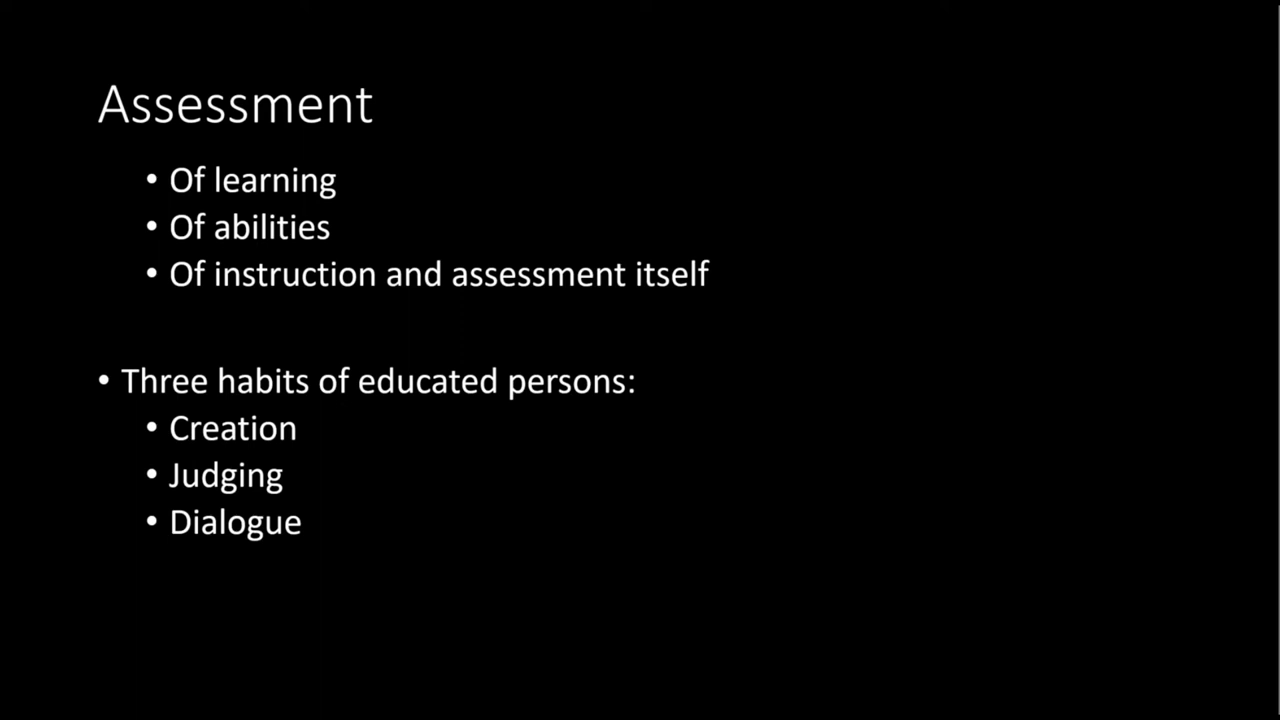 Assessment
• Of learning
• Of abilities
• Of instruction and assessment itself
• Three habits of educated persons:
• Creation
• Judging
• Dialogue